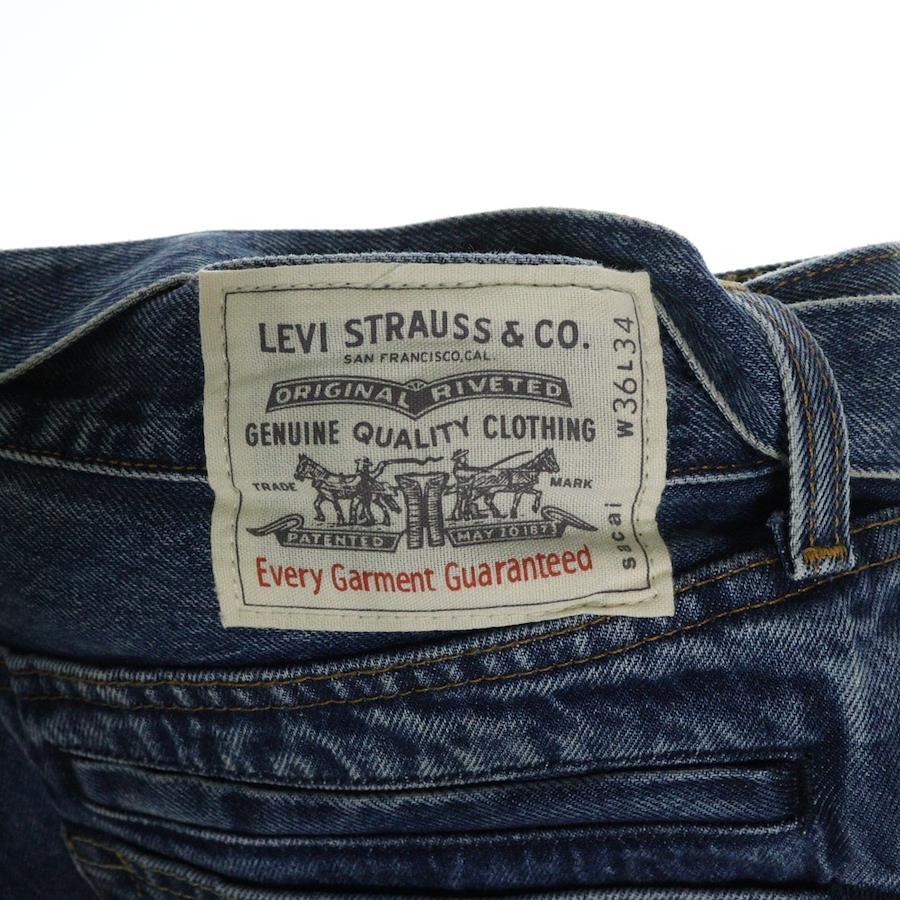 LEVI STRAUSS & CO.
SAN FRANCISCO, CAL.
ORIGINAL RIVETED
GENUINE QUALITY CLOTHING
TRADE MARK
PATENTED MAY 20 1873
Every Garment Guaranteed
sscai W36L34